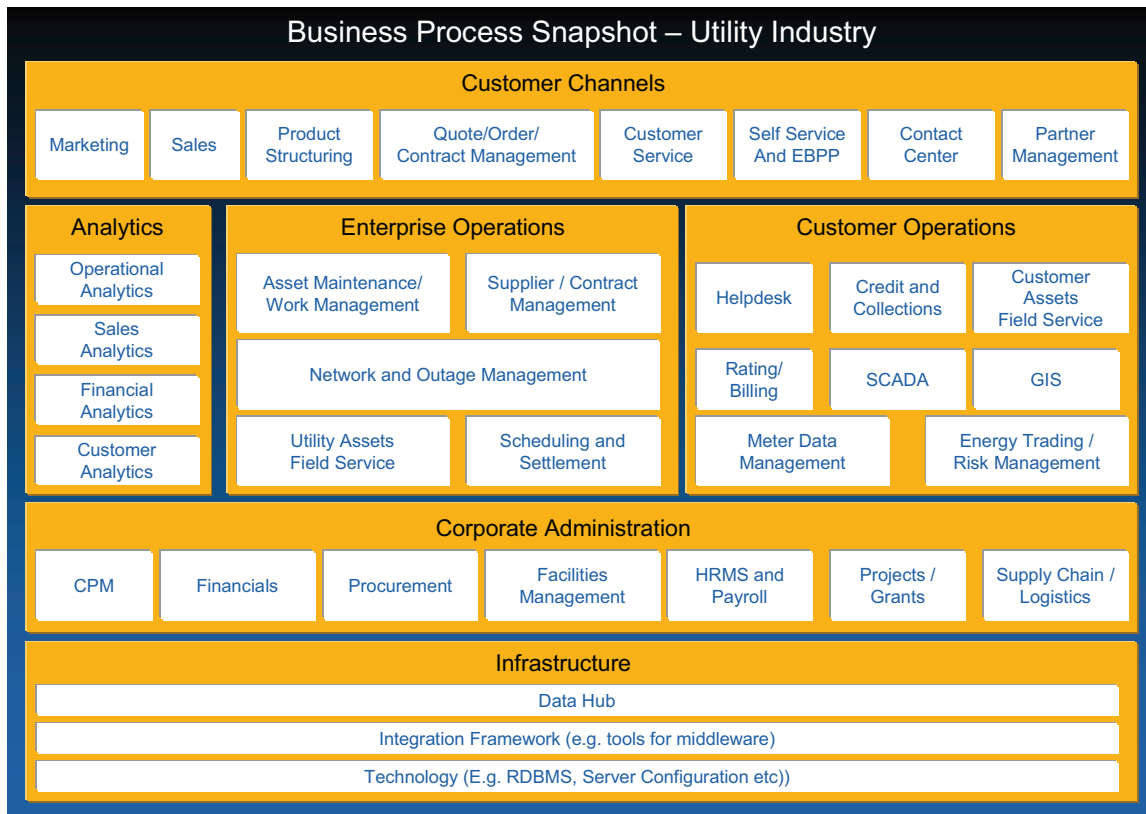 Business Process Snapshot – Utility Industry
Customer Channels
Marketing
Sales
Product
Structuring
Quote/Order/
Contract Management
Customer
Service
Self Service
And EBPP
Contact
Center
Partner
Management
Analytics
Operational
Analytics
Sales
Analytics
Financial
Analytics
Customer
Analytics
Enterprise Operations
Asset Maintenance/
Work Management
Supplier / Contract
Management
Network and Outage Management
Utility Assets
Field Service
Scheduling and
Settlement
Customer Operations
Helpdesk
Credit and
Collections
Customer
Assets
Field Service
Rating/
Billing
SCADA
GIS
Meter Data
Management
Energy Trading /
Risk Management
Corporate Administration
CPM
Financials
Procurement
Facilities
Management
HRMS and
Payroll
Projects /
Grants
Supply Chain /
Logistics
Infrastructure
Data Hub
Integration Framework (e.g. tools for middleware)
Technology (E.g. RDBMS, Server Configuration etc))